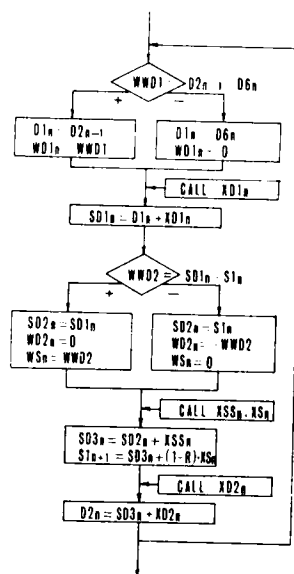 WWD1 = D2n-1 - D6n
+ −
D1n = D2n-1
WD1n = WWD1
D1n = D6n
WD1n = 0
CALL XD1n
SD1n = D1n + XD1n
WWD2 = SD1n - S1n
+ −
SD2n = SD1n
WD2n = 0
WSn = WWD2
SD2n = S1n
WD2n = -WWD2
WSn = 0
CALL XSSn, XSn
SD3n = SD2n + XSSn
S1n+1 = SD3n + (1-R)·XSn
CALL XD2n
D2n = SD3n + XD2n